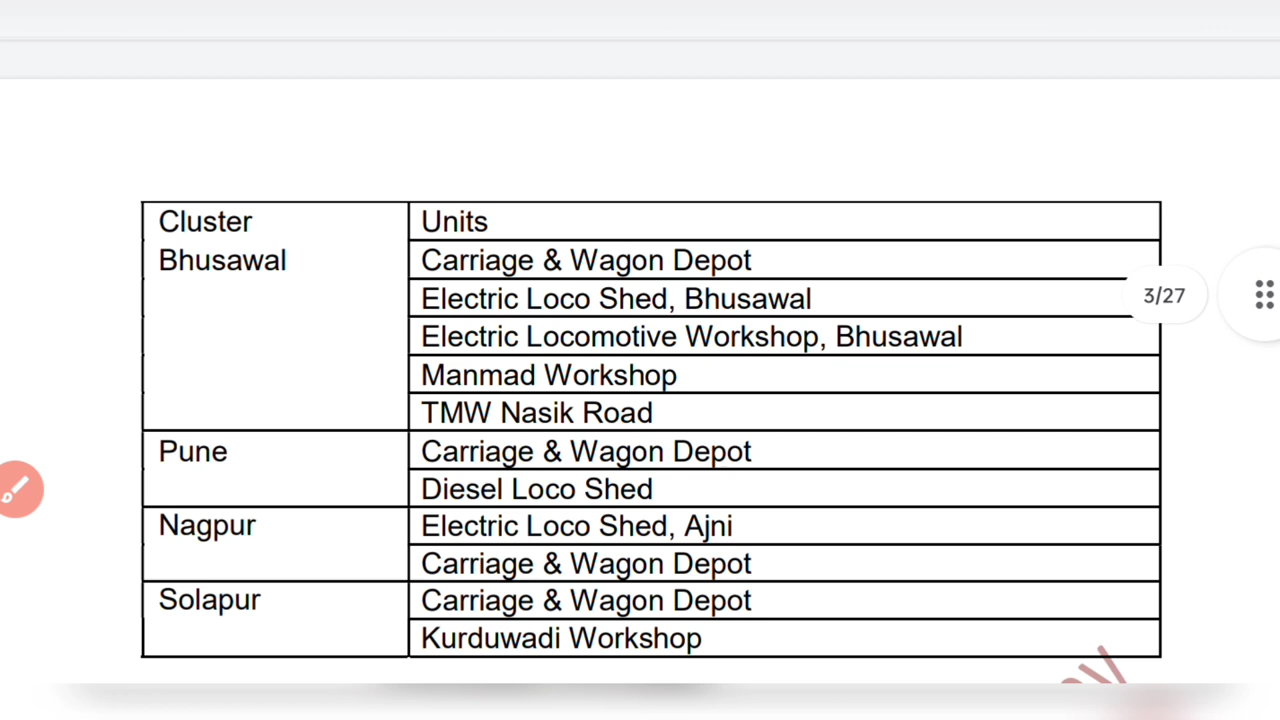 Cluster Units
Bhusawal Carriage & Wagon Depot
Electric Loco Shed, Bhusawal
3/27
Electric Locomotive Workshop, Bhusawal
Manmad Workshop
TMW Nasik Road
Pune Carriage & Wagon Depot
Diesel Loco Shed
Nagpur Electric Loco Shed, Ajni
Carriage & Wagon Depot
Solapur Carriage & Wagon Depot
Kurduwadi Workshop